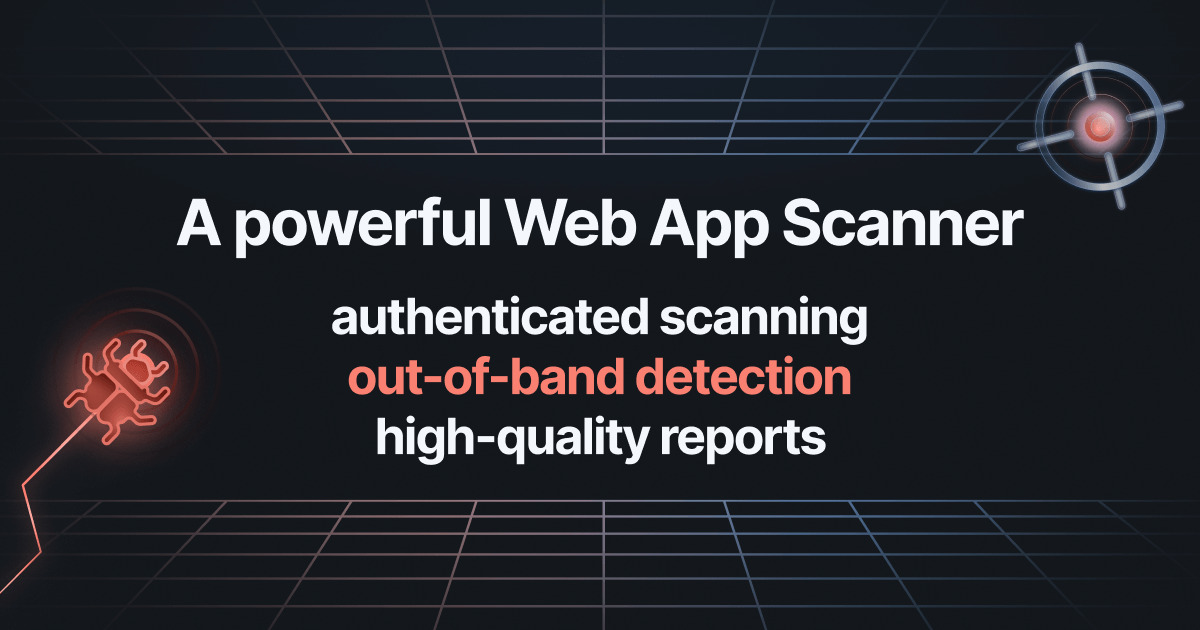 A powerful Web App Scanner
authenticated scanning
out-of-band detection
high-quality reports